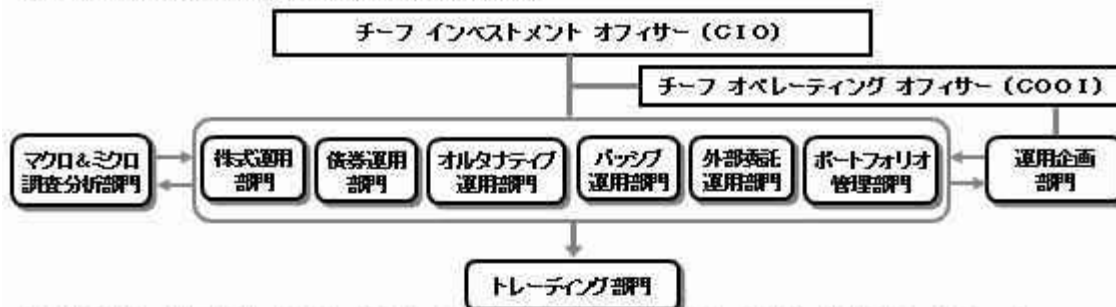 チーフ インベストメント オフィサー (CIO)
チーフ オペレーティング オフィサー (COOI)
マクロ&ミクロ
調査分析部門
株式運用
部門
債券運用
部門
オルタナティブ
運用部門
パッシブ
運用部門
外部委託
運用部門
ポートフォリオ
管理部門
運用企画
部門
トレーディング部門